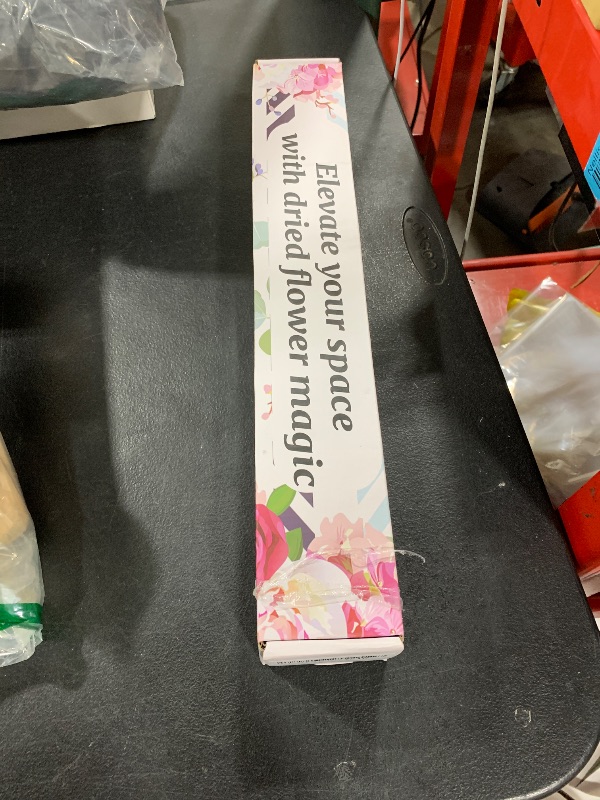 Elevate your space
with dried flower magic